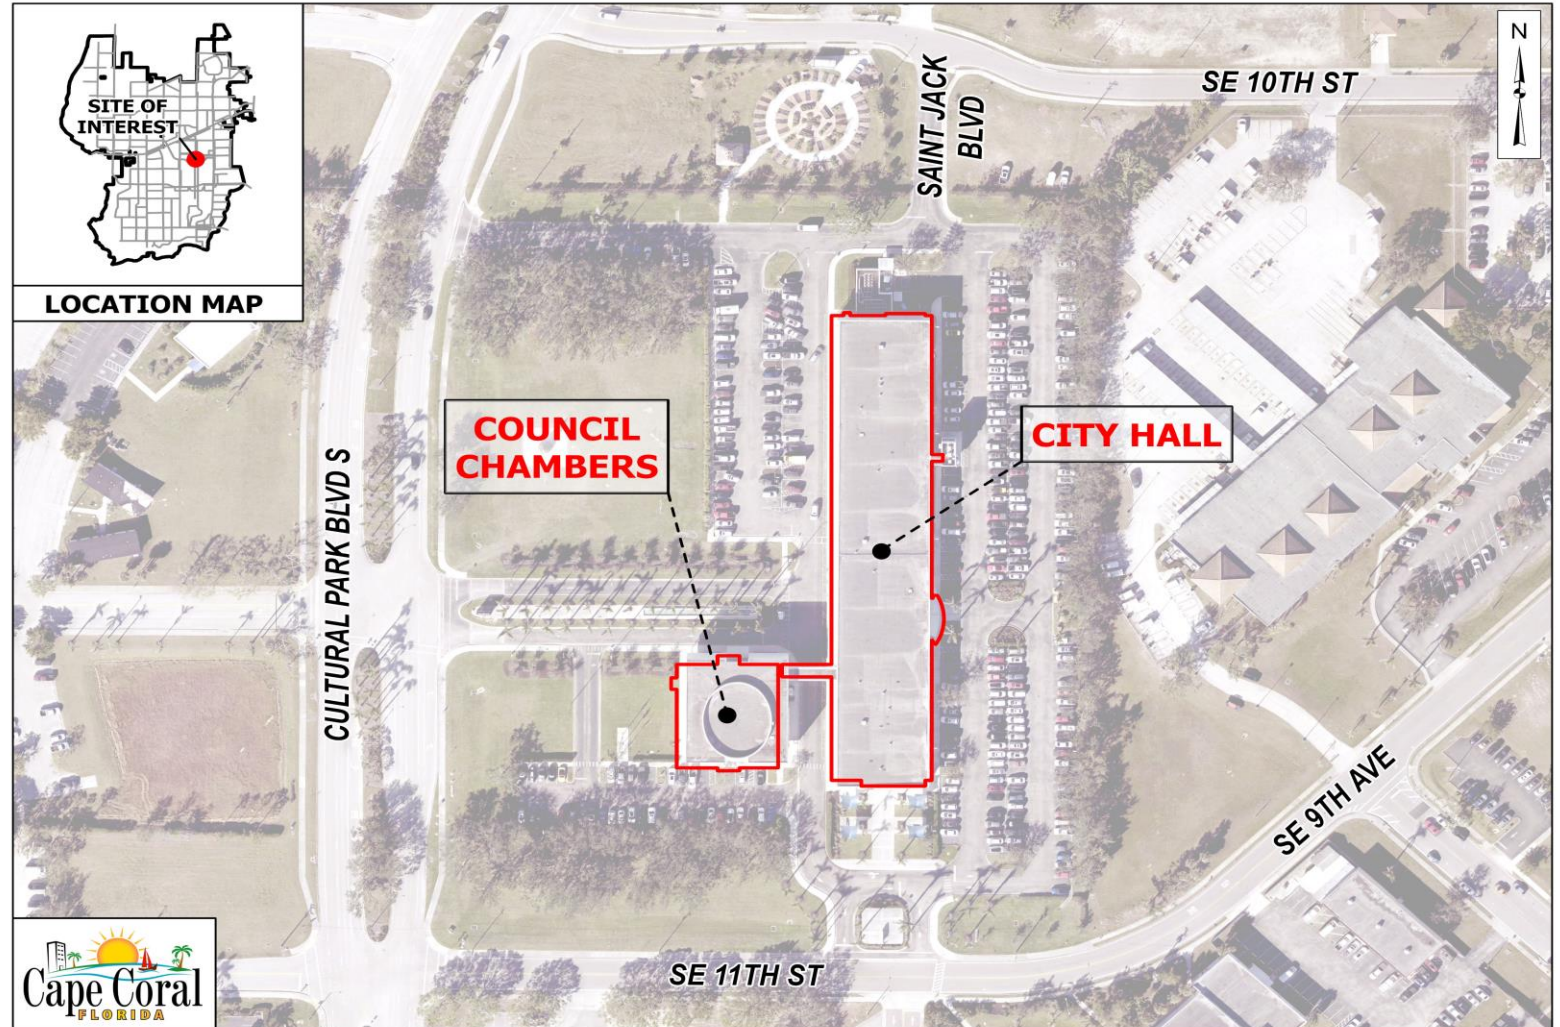 SITE OF
INTEREST
LOCATION MAP
SAINT JACK
BLVD
SE 10TH ST
N
COUNCIL
CHAMBERS
CITY HALL
CULTURAL PARK BLVD S
SE 9TH AVE
SE 11TH ST
Cape Coral
FLORIDA